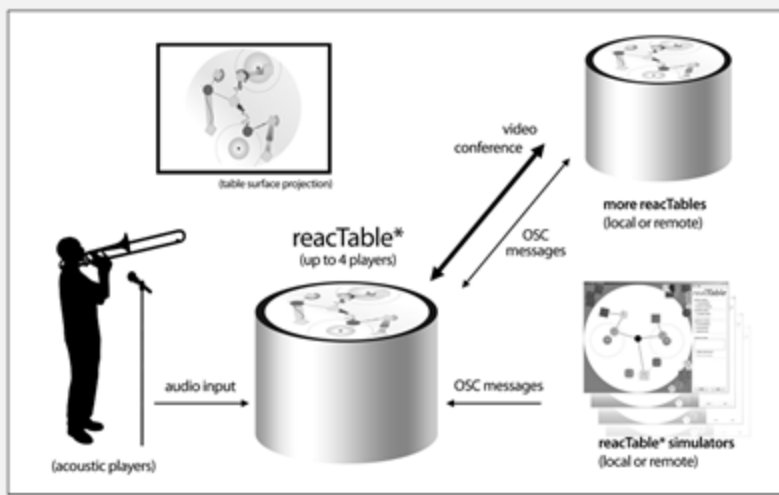 (table surface projection)
video
conference
more reacTables
(local or remote)
reacTable*
(up to 4 players)
OSC
messages
reacTable
audio input
OSC messages
(acoustic players)
reacTable* simulators
(local or remote)